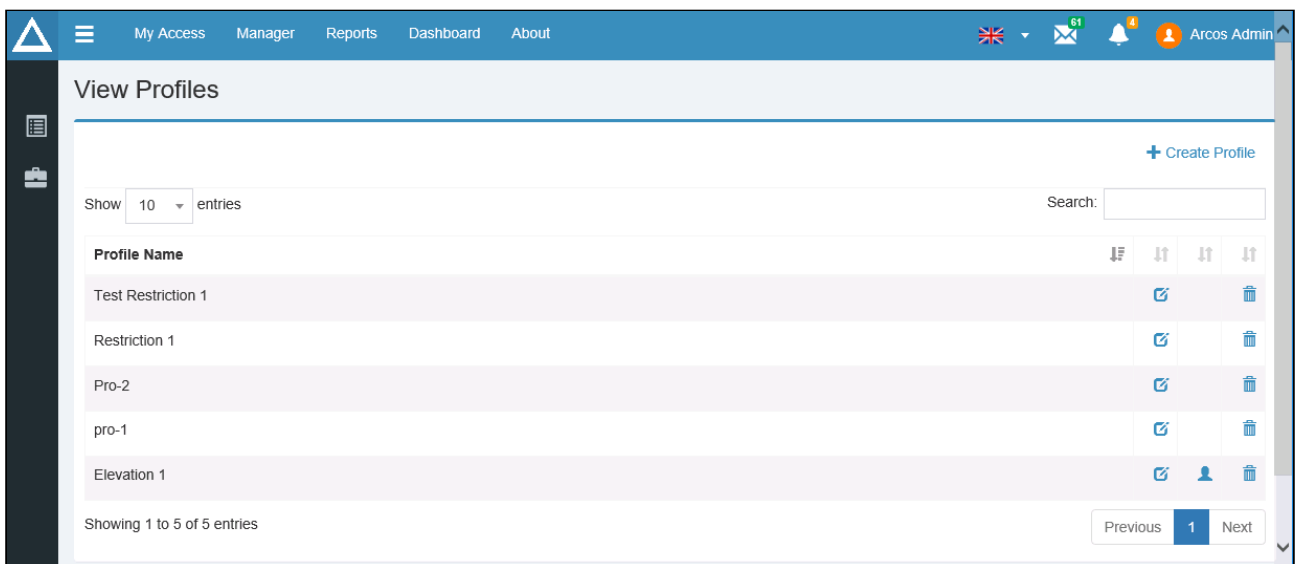 My Access Manager Reports Dashboard About 61 4 Arcos Admin
View Profiles
Create Profile
Show 10 entries Search:
Profile Name
Test Restriction 1
Restriction 1
Pro-2
pro-1
Elevation 1
Showing 1 to 5 of 5 entries Previous 1 Next